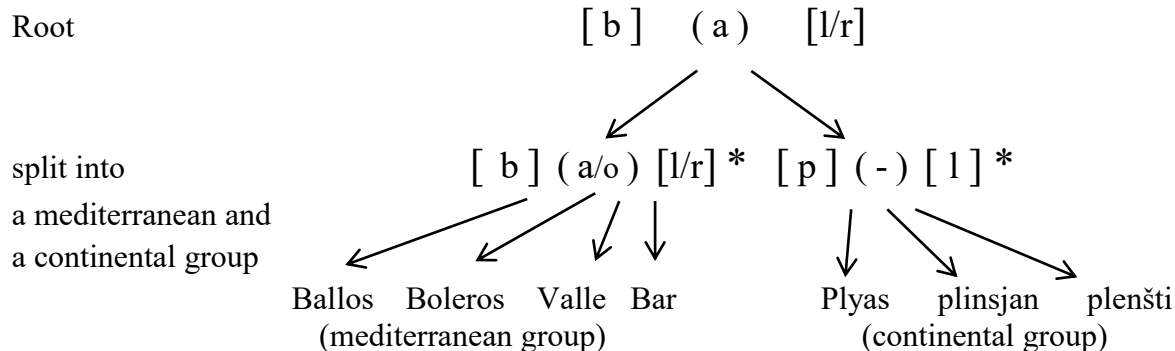 Root [ b ] ( a ) [l/r]
split into [ b] ( a/o ) [l/r] * [ p ] ( - ) [ l ] *
a mediterranean and
a continental group
Ballos Boleros Valle Bar Plyas plinsjan plenšti
(mediterranean group) (continental group)